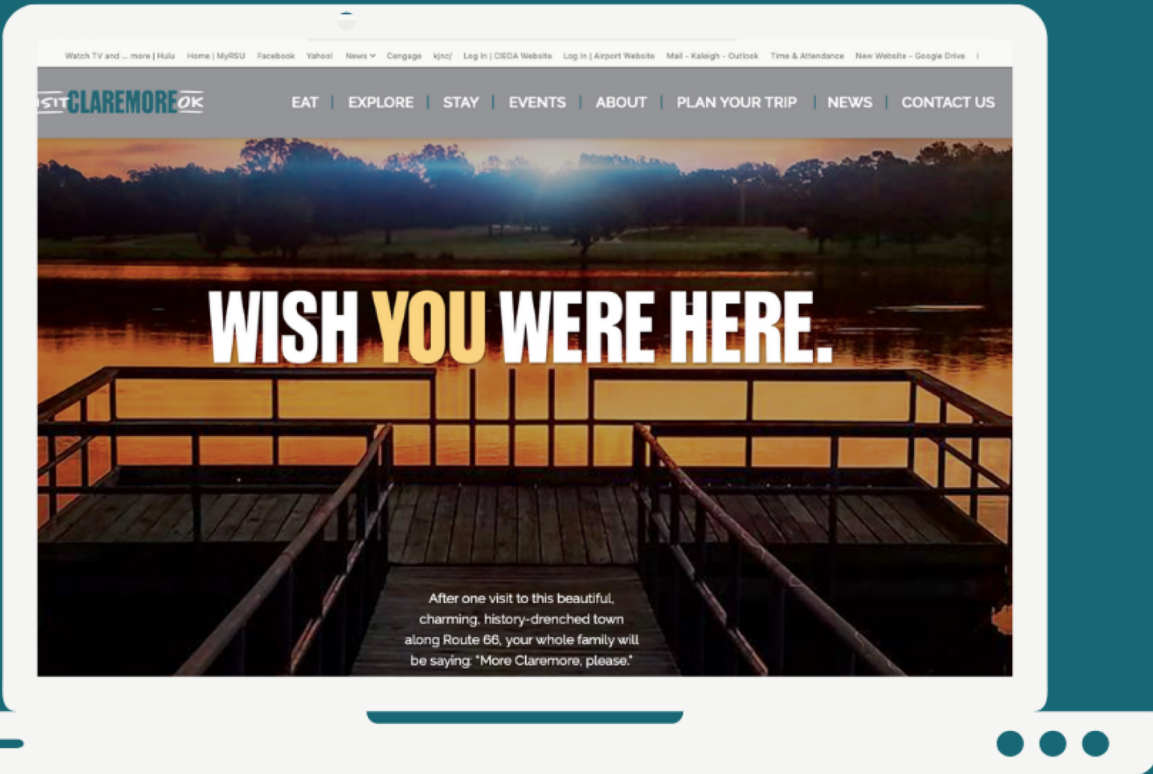 Watch TV and ... more | Hulu Home | MyRSU Facebook Yahoo! News Cengage kjnc/ Log In | CIEDA Website Log In | Airport Website Mail - Kaleigh - Outlook Time & Attendance New Website - Google Drive
SIT CLAREMORE OK EAT | EXPLORE | STAY | EVENTS | ABOUT | PLAN YOUR TRIP | NEWS | CONTACT US
WISH YOU WERE HERE.
After one visit to this beautiful,
charming, history-drenched town
along Route 66, your whole family will
be saying: "More Claremore, please."